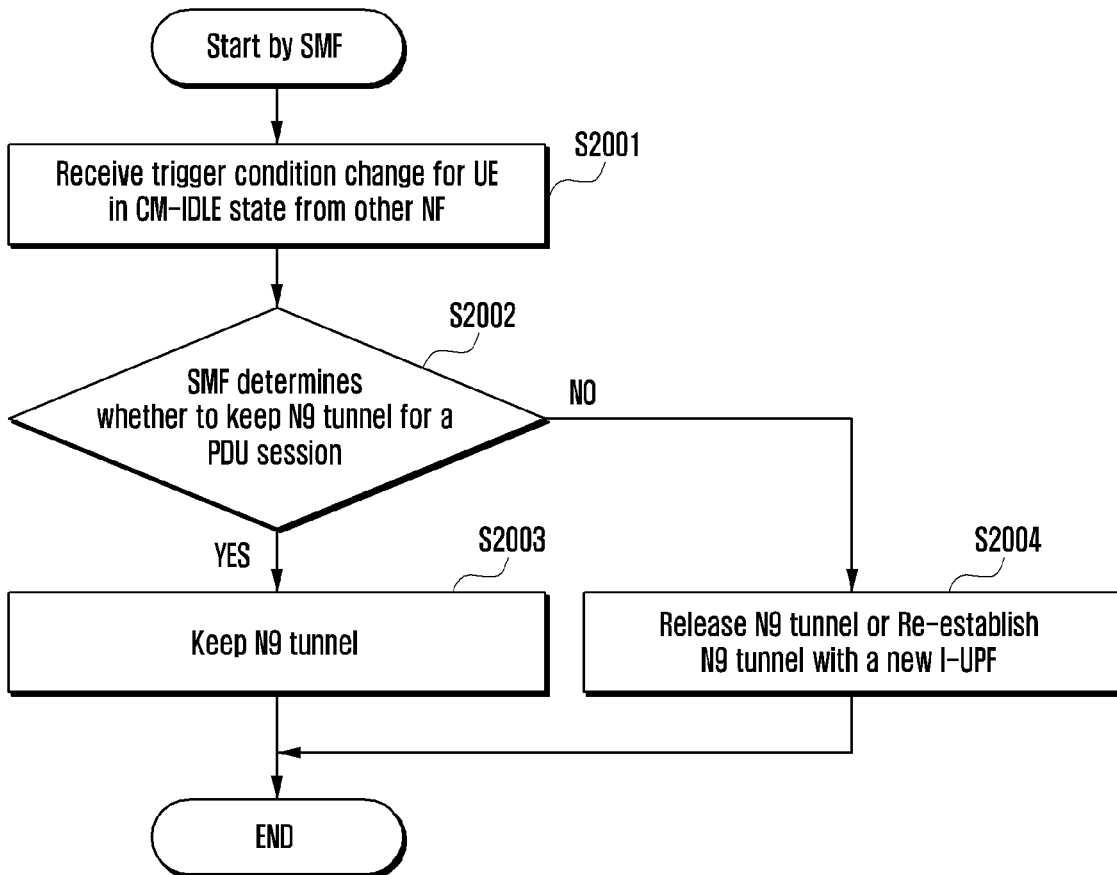 Start by SMF
S2001
Receive trigger condition change for UE
in CM-IDLE state from other NF
S2002
SMF determines
whether to keep N9 tunnel for a
PDU session
NO
YES
S2003
Keep N9 tunnel
S2004
Release N9 tunnel or Re-establish
N9 tunnel with a new I-UPF
END